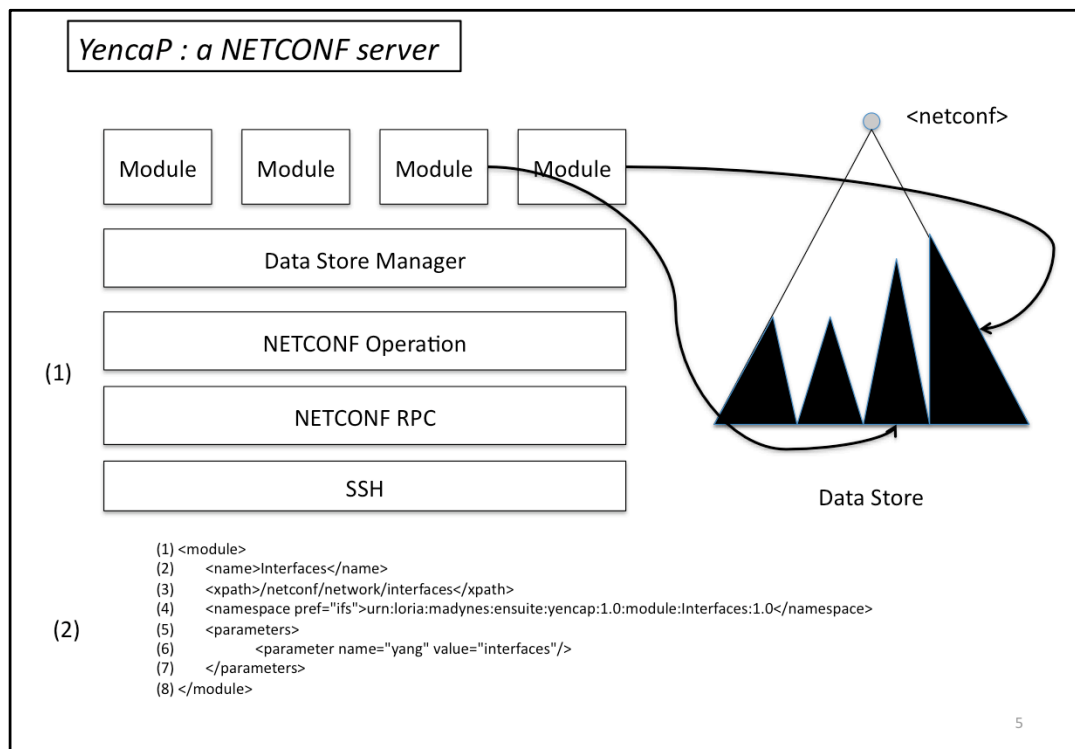 YencaP : a NETCONF server
<netconf>
Module Module Module Module
Data Store Manager
NETCONF Operation
(1)
NETCONF RPC
SSH
Data Store
(1) <module>
(2) <name>Interfaces</name>
(3) <xpath>/netconf/network/interfaces</xpath>
(4) <namespace pref="ifs">urn:loria:madynes:ensuite:yencap:1.0:module:Interfaces:1.0</namespace>
(2)
(5) <parameters>
(6) <parameter name="yang" value="interfaces"/>
(7) </parameters>
(8) </module>
5